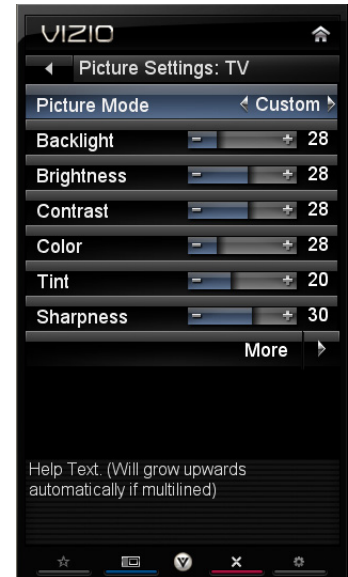 VIZIO
Picture Settings: TV
Picture Mode Custom
Backlight - + 28
Brightness - + 28
Contrast - + 28
Color - + 28
Tint - + 20
Sharpness - + 30
More
Help Text. (Will grow upwards
automatically if multilined)
V X